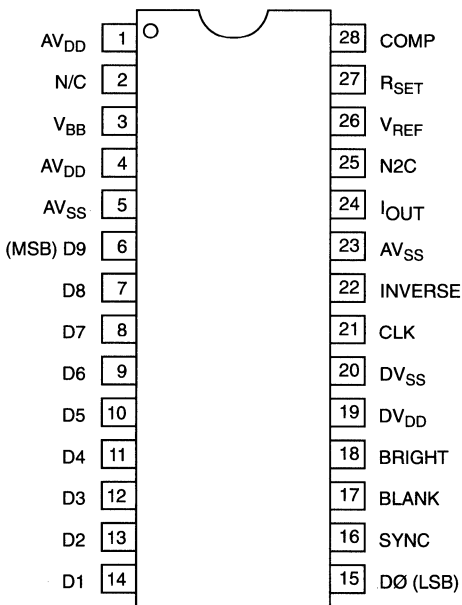 AVDD 1 28 COMP
N/C 2 27 RSET
VBB 3 26 VREF
AVDD 4 25 N2C
AVSS 5 24 IOUT
(MSB) D9 6 23 AVSS
D8 7 22 INVERSE
D7 8 21 CLK
D6 9 20 DVSS
D5 10 19 DVDD
D4 11 18 BRIGHT
D3 12 17 BLANK
D2 13 16 SYNC
D1 14 15 DØ (LSB)